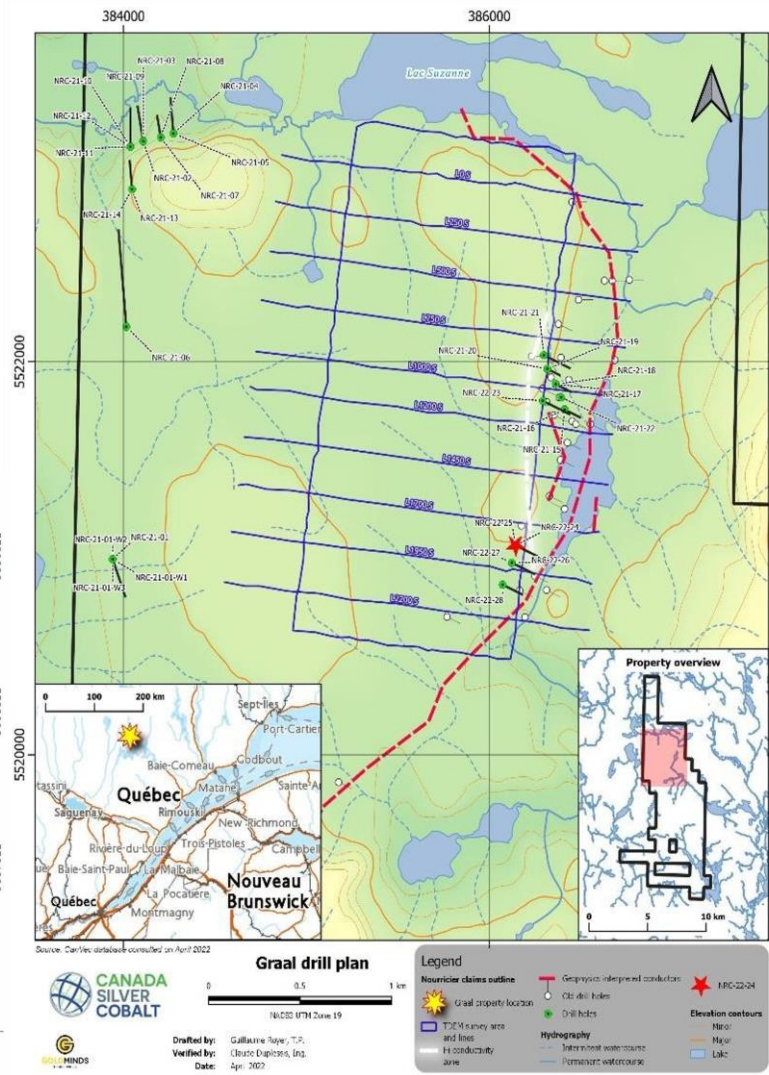 384000
386000
Lac Suzanne
NRC-21-03
NRC-21-08
NRC-21-10
NRC-21-09
NRC-21-04
NRC-21-12
NRC-21-11
NRC-21-05
NRC-21-02
NRC-21-07
NRC-21-14
NRC-21-13
NRC-21-06
L0S
L250S
L500S
L750S
NRC-21-21
NRC-21-19
NRC-21-20
NRC-21-18
5522000
L1000S
NRC-22-23
NRC-21-17
L1200S
NRC-21-16
NRC-21-22
NRC-21-15
L1450S
L1700S
NRC-22-25
NRC-22-24
NRC-21-01-W2
NRC-21-01
NRC-22-27
NRC-22-26
L1950S
NRC-21-01-W1
NRC-21-01-W3
NRC-22-28
L2200S
Property overview
0 5 10 km
0 100 200 km
Sept-Îles
Port-Cartier
Godbout
Baie-Comeau
Matane
Sainte-A
Québec
tassini
Saguenay
Rimouski
New-Richmond
Rivière-du-Loup
Trois-Pistoles
Campbell
Baie-Saint-Paul
La Malbaie
La Pocatière
Nouveau
Brunswick
Québec
Montmagny
5520000
Source: CanVec database consulted on April 2022
Graal drill plan
0 0.5 1 km
NAD83 UTM Zone 19
CANADA
SILVER
COBALT
GOLDMINDS
Drafted by: Guillaume Royer, T.P.
Verified by: Claude Duplessis, Eng.
Date: April 2022
Legend
Nourricier claims outline
Graal property location
TDEM survey area
and lines
Hi conductivity
zone
Geophysics interpreted conductors
Old drill holes
Drill holes
Hydrography
Intermittent watercourse
Permanent watercourse
NRC-22-24
Elevation contours
Minor
Major
Lake